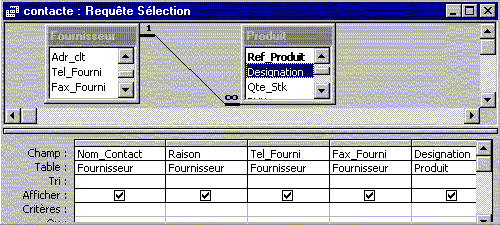 contacte : Requête Sélection
Fournisseur
Adr_clt
Tel_Fourni
Fax_Fourni
1
∞
Produit
Ref_Produit
Designation
Qte_Stk
Champ : Nom_Contact Raison Tel_Fourni Fax_Fourni Designation
Table : Fournisseur Fournisseur Fournisseur Fournisseur Produit
Tri :
Afficher :
Critères :